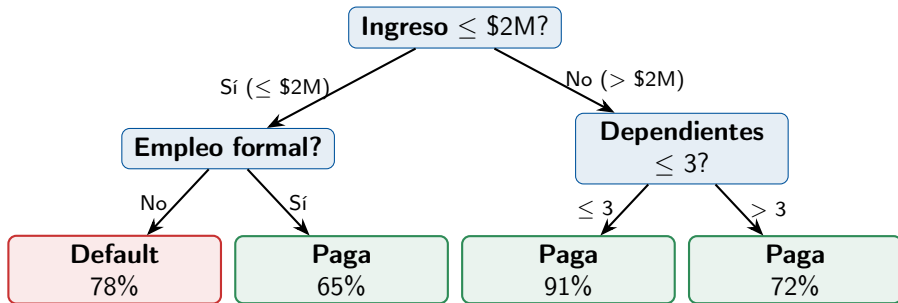 Ingreso ≤ $2M?
Sí (≤ $2M)
No (> $2M)
Empleo formal?
Dependientes
≤ 3?
No
Sí
≤ 3
> 3
Default
78%
Paga
65%
Paga
91%
Paga
72%